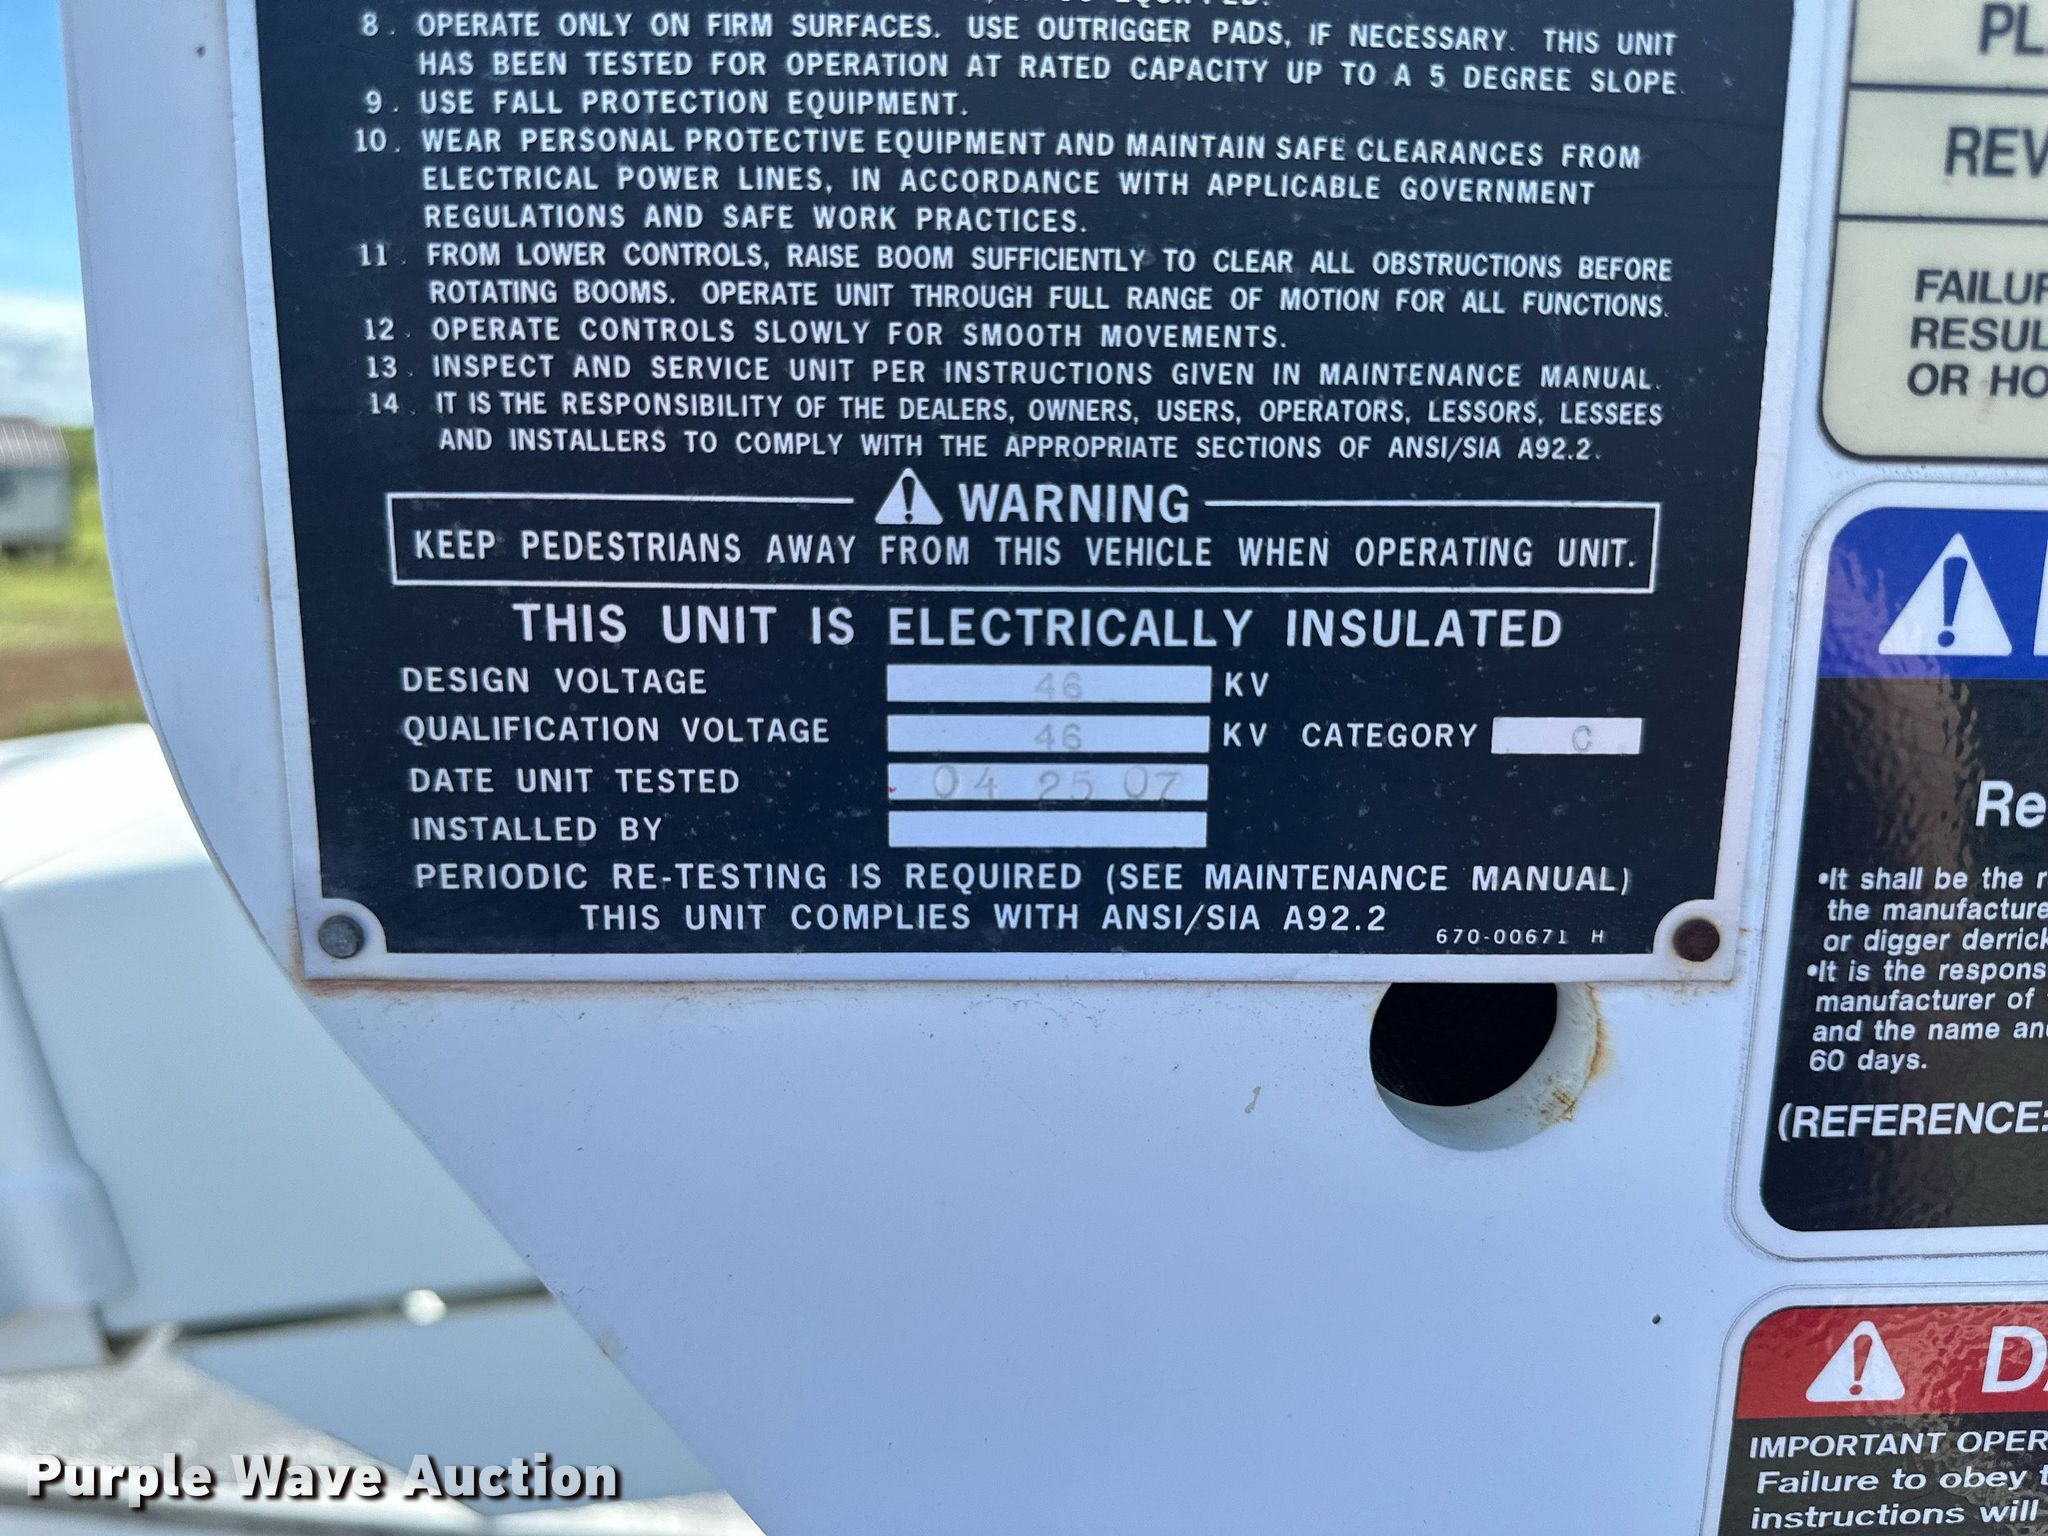 8. OPERATE ONLY ON FIRM SURFACES. USE OUTRIGGER PADS, IF NECESSARY. THIS UNIT
HAS BEEN TESTED FOR OPERATION AT RATED CAPACITY UP TO A 5 DEGREE SLOPE.
9. USE FALL PROTECTION EQUIPMENT.
10. WEAR PERSONAL PROTECTIVE EQUIPMENT AND MAINTAIN SAFE CLEARANCES FROM
ELECTRICAL POWER LINES, IN ACCORDANCE WITH APPLICABLE GOVERNMENT
REGULATIONS AND SAFE WORK PRACTICES.
11. FROM LOWER CONTROLS, RAISE BOOM SUFFICIENTLY TO CLEAR ALL OBSTRUCTIONS BEFORE
ROTATING BOOMS. OPERATE UNIT THROUGH FULL RANGE OF MOTION FOR ALL FUNCTIONS.
12. OPERATE CONTROLS SLOWLY FOR SMOOTH MOVEMENTS.
13. INSPECT AND SERVICE UNIT PER INSTRUCTIONS GIVEN IN MAINTENANCE MANUAL.
14. IT IS THE RESPONSIBILITY OF THE DEALERS, OWNERS, USERS, OPERATORS, LESSORS, LESSEES
AND INSTALLERS TO COMPLY WITH THE APPROPRIATE SECTIONS OF ANSI/SIA A92.2.
WARNING
KEEP PEDESTRIANS AWAY FROM THIS VEHICLE WHEN OPERATING UNIT.
THIS UNIT IS ELECTRICALLY INSULATED
DESIGN VOLTAGE 46 KV
QUALIFICATION VOLTAGE 46 KV CATEGORY C
DATE UNIT TESTED 04 25 07
INSTALLED BY
PERIODIC RE-TESTING IS REQUIRED (SEE MAINTENANCE MANUAL)
THIS UNIT COMPLIES WITH ANSI/SIA A92.2
670-00671 H
PL
REV
FAILUR
RESUL
OR HO
Re
•It shall be the r
the manufacture
or digger derrick
•It is the respons
manufacturer of
and the name an
60 days.
(REFERENCE:
D
IMPORTANT OPER
Failure to obey t
instructions will
Purple Wave Auction